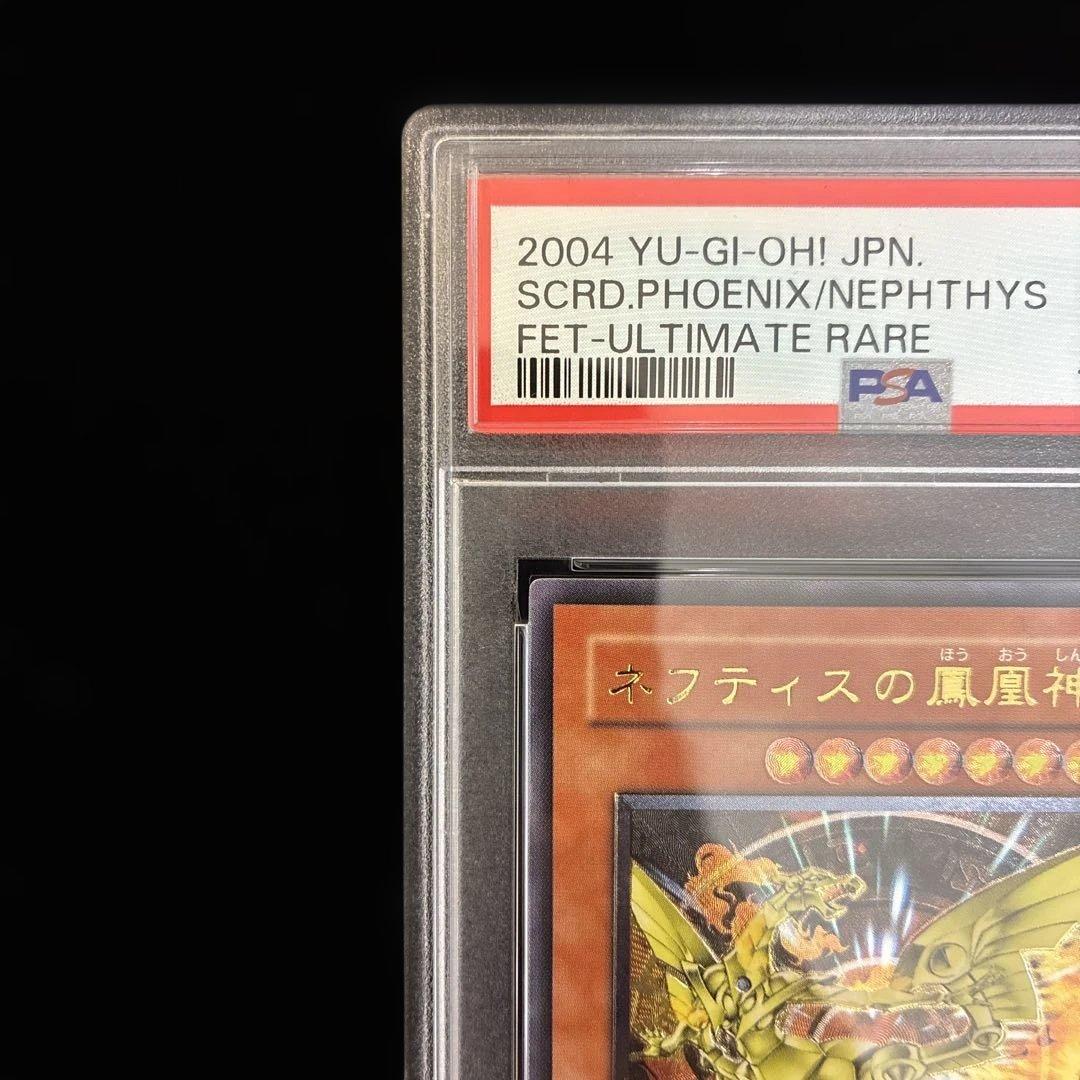 2004 YU-GI-OH! JPN.
SCRD.PHOENIX/NEPHTHYS
FET-ULTIMATE RARE
PSA
ほう おう しん
ネフティスの鳳凰神